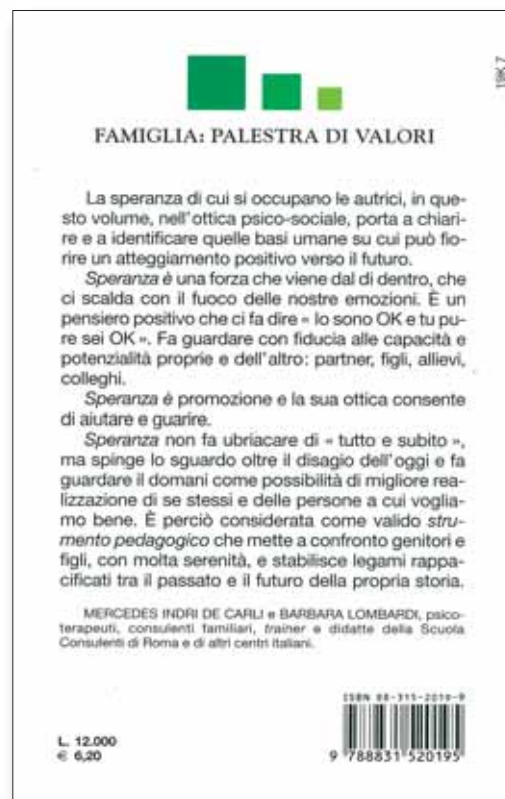 19K 7
FAMIGLIA: PALESTRA DI VALORI
La speranza di cui si occupano le autrici, in que-
sto volume, nell'ottica psico-sociale, porta a chiari-
re e a identificare quelle basi umane su cui può fio-
rire un atteggiamento positivo verso il futuro.
Speranza è una forza che viene dal di dentro, che
ci scalda con il fuoco delle nostre emozioni. È un
pensiero positivo che ci fa dire « Io sono OK e tu pu-
re sei OK ». Fa guardare con fiducia alle capacità e
potenzialità proprie e dell'altro: partner, figli, allievi,
colleghi.
Speranza è promozione e la sua ottica consente
di aiutare e guarire.
Speranza non fa ubriacare di « tutto e subito »,
ma spinge lo sguardo oltre il disagio dell'oggi e fa
guardare il domani come possibilità di migliore rea-
lizzazione di se stessi e delle persone a cui voglia-
mo bene. È perciò considerata come valido stru-
mento pedagogico che mette a confronto genitori e
figli, con molta serenità, e stabilisce legami rappa-
cificati tra il passato e il futuro della propria storia.
MERCEDES INDRI DE CARLI e BARBARA LOMBARDI, psico-
terapeuti, consulenti familiari, trainer e didatte della Scuola
Consulenti di Roma e di altri centri italiani.
ISBN 88-315-2019-9
L. 12.000
€ 6,20
9 788831 520195